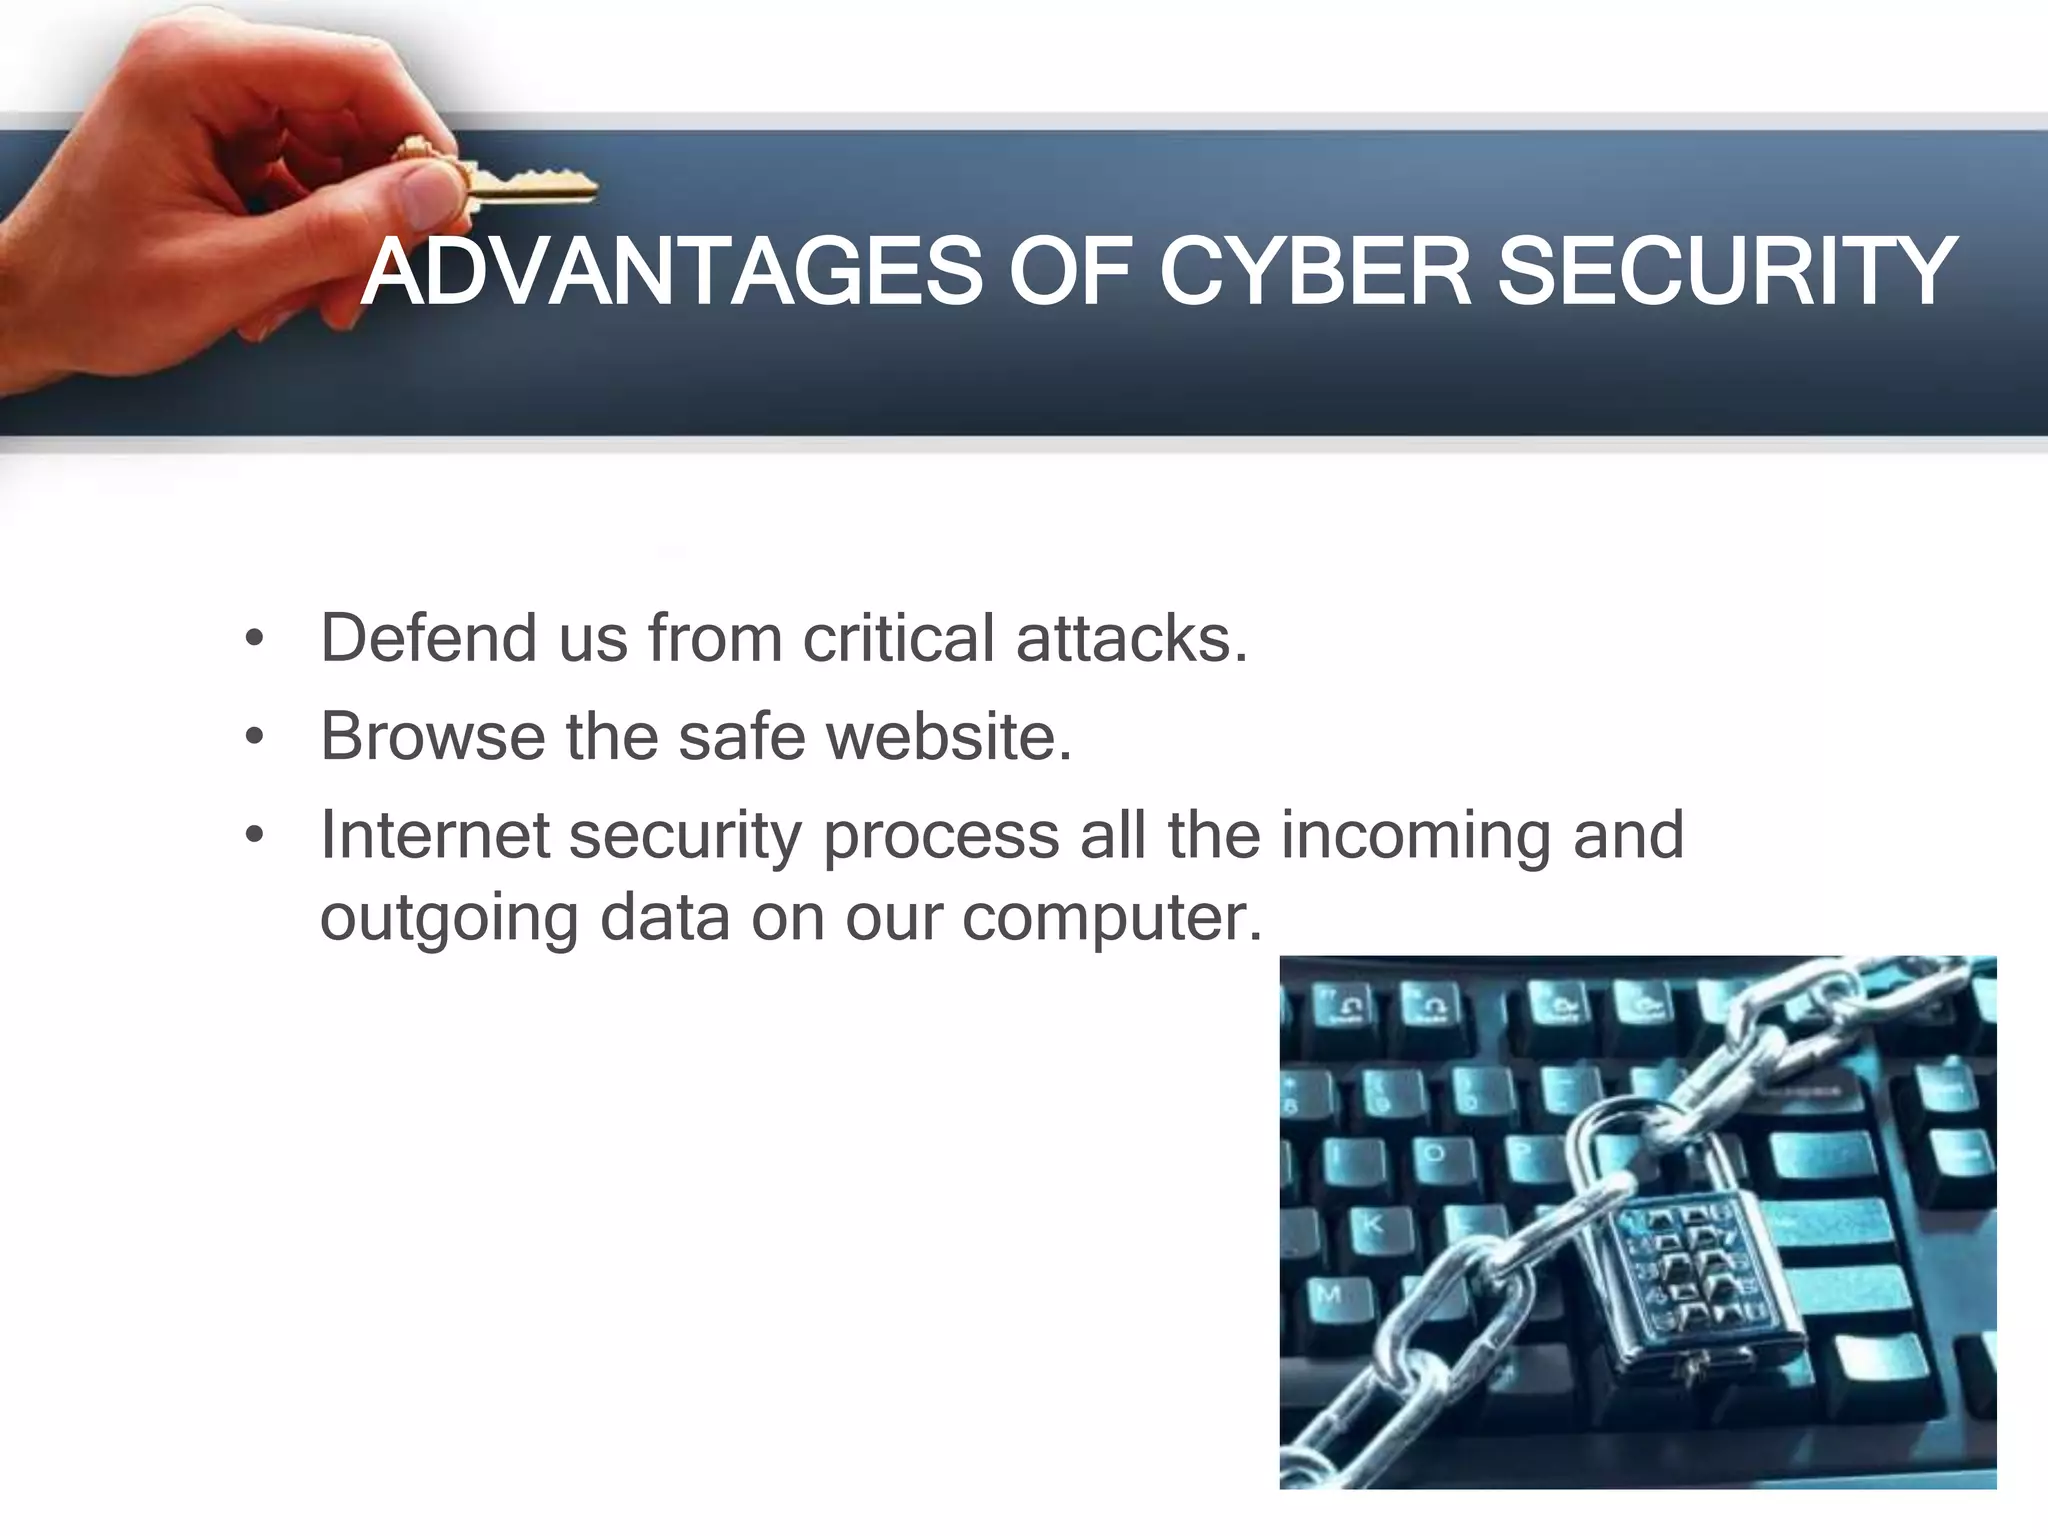 ADVANTAGES OF CYBER SECURITY
• Defend us from critical attacks.
• Browse the safe website.
• Internet security process all the incoming and
outgoing data on our computer.
I O P
K
M